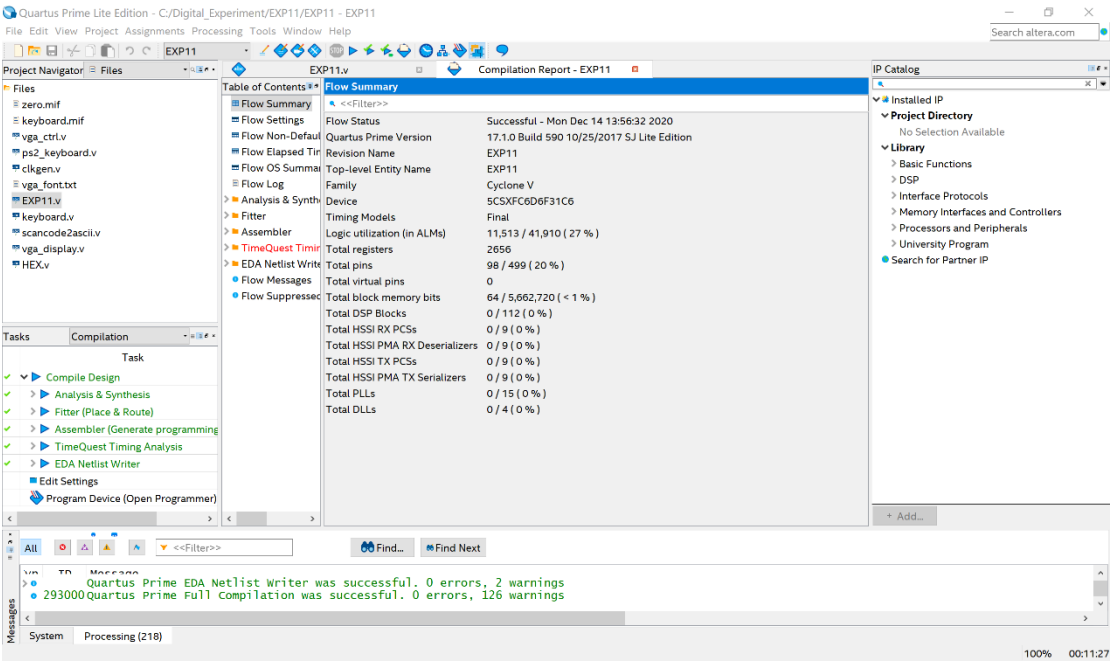 Quartus Prime Lite Edition - C:/Digital_Experiment/EXP11/EXP11 - EXP11
File Edit View Project Assignments Processing Tools Window Help
Search altera.com
EXP11
Project Navigator Files
Files
zero.mif
keyboard.mif
vga_ctrl.v
ps2_keyboard.v
clkgen.v
vga_font.txt
EXP11.v
keyboard.v
scancode2ascii.v
vga_display.v
HEX.v
Tasks Compilation
Task
Compile Design
Analysis & Synthesis
Fitter (Place & Route)
Assembler (Generate programming
TimeQuest Timing Analysis
EDA Netlist Writer
Edit Settings
Program Device (Open Programmer)
EXP11.v
Compilation Report - EXP11
Table of Contents
Flow Summary
Flow Settings
Flow Non-Defaul
Flow Elapsed Tin
Flow OS Summar
Flow Log
Analysis & Synth
Fitter
Assembler
TimeQuest Timir
EDA Netlist Write
Flow Messages
Flow Suppressed
Flow Summary
<<Filter>>
Flow Status Successful - Mon Dec 14 13:56:32 2020
Quartus Prime Version 17.1.0 Build 590 10/25/2017 SJ Lite Edition
Revision Name EXP11
Top-level Entity Name EXP11
Family Cyclone V
Device 5CSXFC6D6F31C6
Timing Models Final
Logic utilization (in ALMs) 11,513 / 41,910 ( 27 % )
Total registers 2656
Total pins 98 / 499 ( 20 % )
Total virtual pins 0
Total block memory bits 64 / 5,662,720 ( < 1 % )
Total DSP Blocks 0 / 112 ( 0 % )
Total HSSI RX PCSs 0 / 9 ( 0 % )
Total HSSI PMA RX Deserializers 0 / 9 ( 0 % )
Total HSSI TX PCSs 0 / 9 ( 0 % )
Total HSSI PMA TX Serializers 0 / 9 ( 0 % )
Total PLLs 0 / 15 ( 0 % )
Total DLLs 0 / 4 ( 0 % )
IP Catalog
Installed IP
Project Directory
No Selection Available
Library
Basic Functions
DSP
Interface Protocols
Memory Interfaces and Controllers
Processors and Peripherals
University Program
Search for Partner IP
+ Add...
All <<Filter>> Find... Find Next
ID Message
Quartus Prime EDA Netlist Writer was successful. 0 errors, 2 warnings
293000 Quartus Prime Full Compilation was successful. 0 errors, 126 warnings
Messages
System Processing (218)
100% 00:11:27